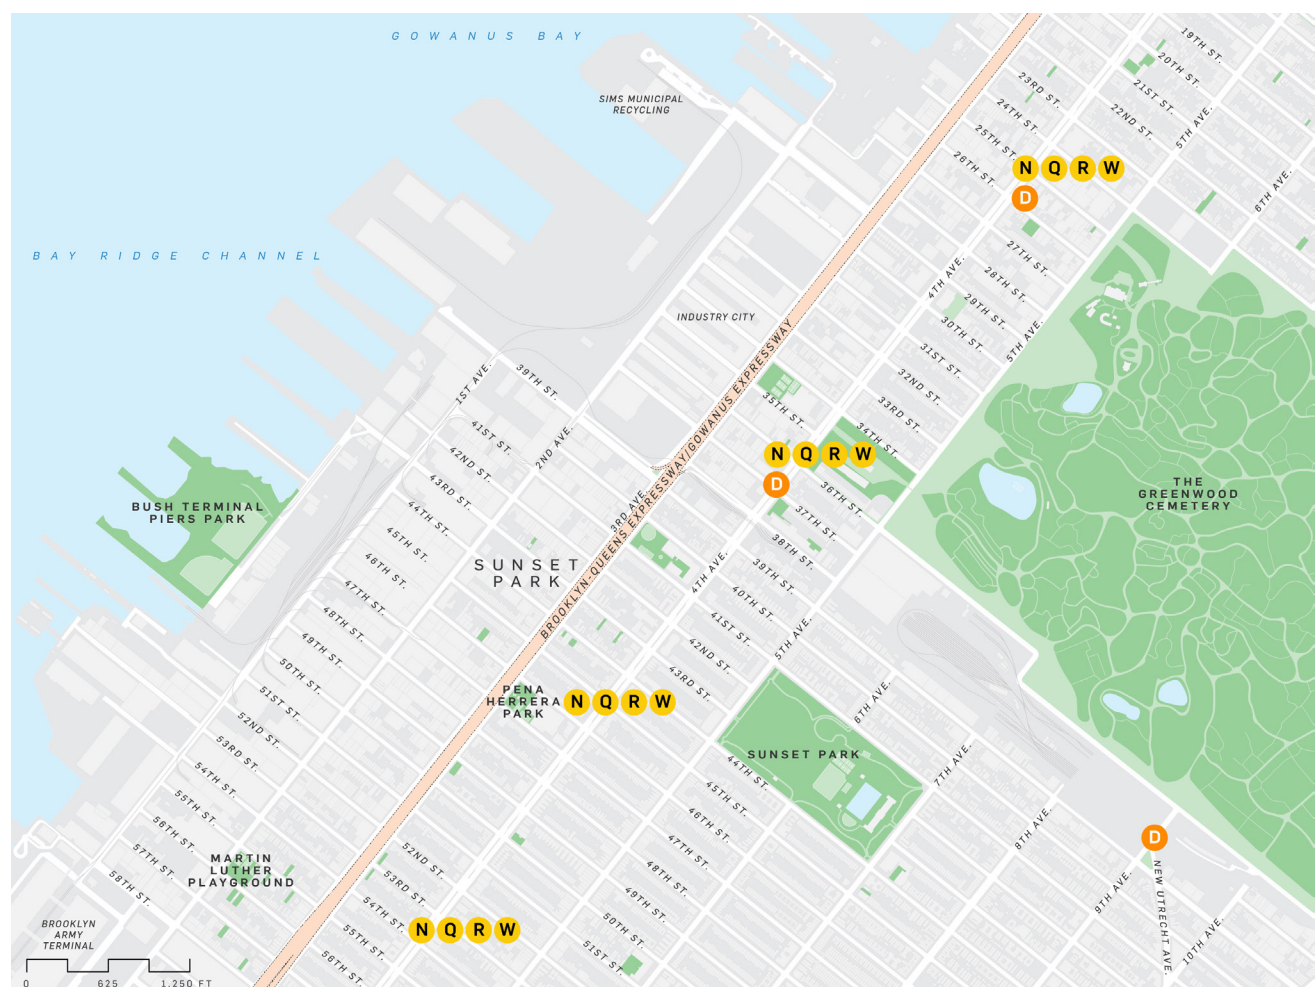 GOWANUS BAY
19TH ST.
20TH ST.
21ST ST.
22ND ST.
23RD ST.
24TH ST.
25TH ST.
26TH ST.
5TH AVE.
6TH AVE.
SIMS MUNICIPAL
RECYCLING
N Q R W
D
BAY RIDGE CHANNEL
27TH ST.
28TH ST.
29TH ST.
30TH ST.
31ST ST.
32ND ST.
33RD ST.
34TH ST.
4TH AVE.
5TH AVE.
INDUSTRY CITY
BROOKLYN-QUEENS EXPRESSWAY/GOWANUS EXPRESSWAY
1ST AVE.
39TH ST.
2ND AVE.
35TH ST.
41ST ST.
42ND ST.
43RD ST.
44TH ST.
45TH ST.
46TH ST.
47TH ST.
48TH ST.
49TH ST.
50TH ST.
51ST ST.
52ND ST.
53RD ST.
54TH ST.
55TH ST.
56TH ST.
57TH ST.
58TH ST.
N Q R W
D
36TH ST.
37TH ST.
38TH ST.
39TH ST.
40TH ST.
41ST ST.
42ND ST.
43RD ST.
3RD AVE.
4TH AVE.
5TH AVE.
THE
GREENWOOD
CEMETERY
BUSH TERMINAL
PIERS PARK
SUNSET
PARK
PENA
HERRERA
PARK
N Q R W
6TH AVE.
7TH AVE.
8TH AVE.
SUNSET PARK
44TH ST.
45TH ST.
46TH ST.
47TH ST.
48TH ST.
49TH ST.
50TH ST.
51ST ST.
D
9TH AVE.
NEW UTRECHT AVE.
10TH AVE.
MARTIN
LUTHER
PLAYGROUND
52ND ST.
53RD ST.
54TH ST.
55TH ST.
56TH ST.
N Q R W
BROOKLYN
ARMY
TERMINAL
0 625 1,250 FT